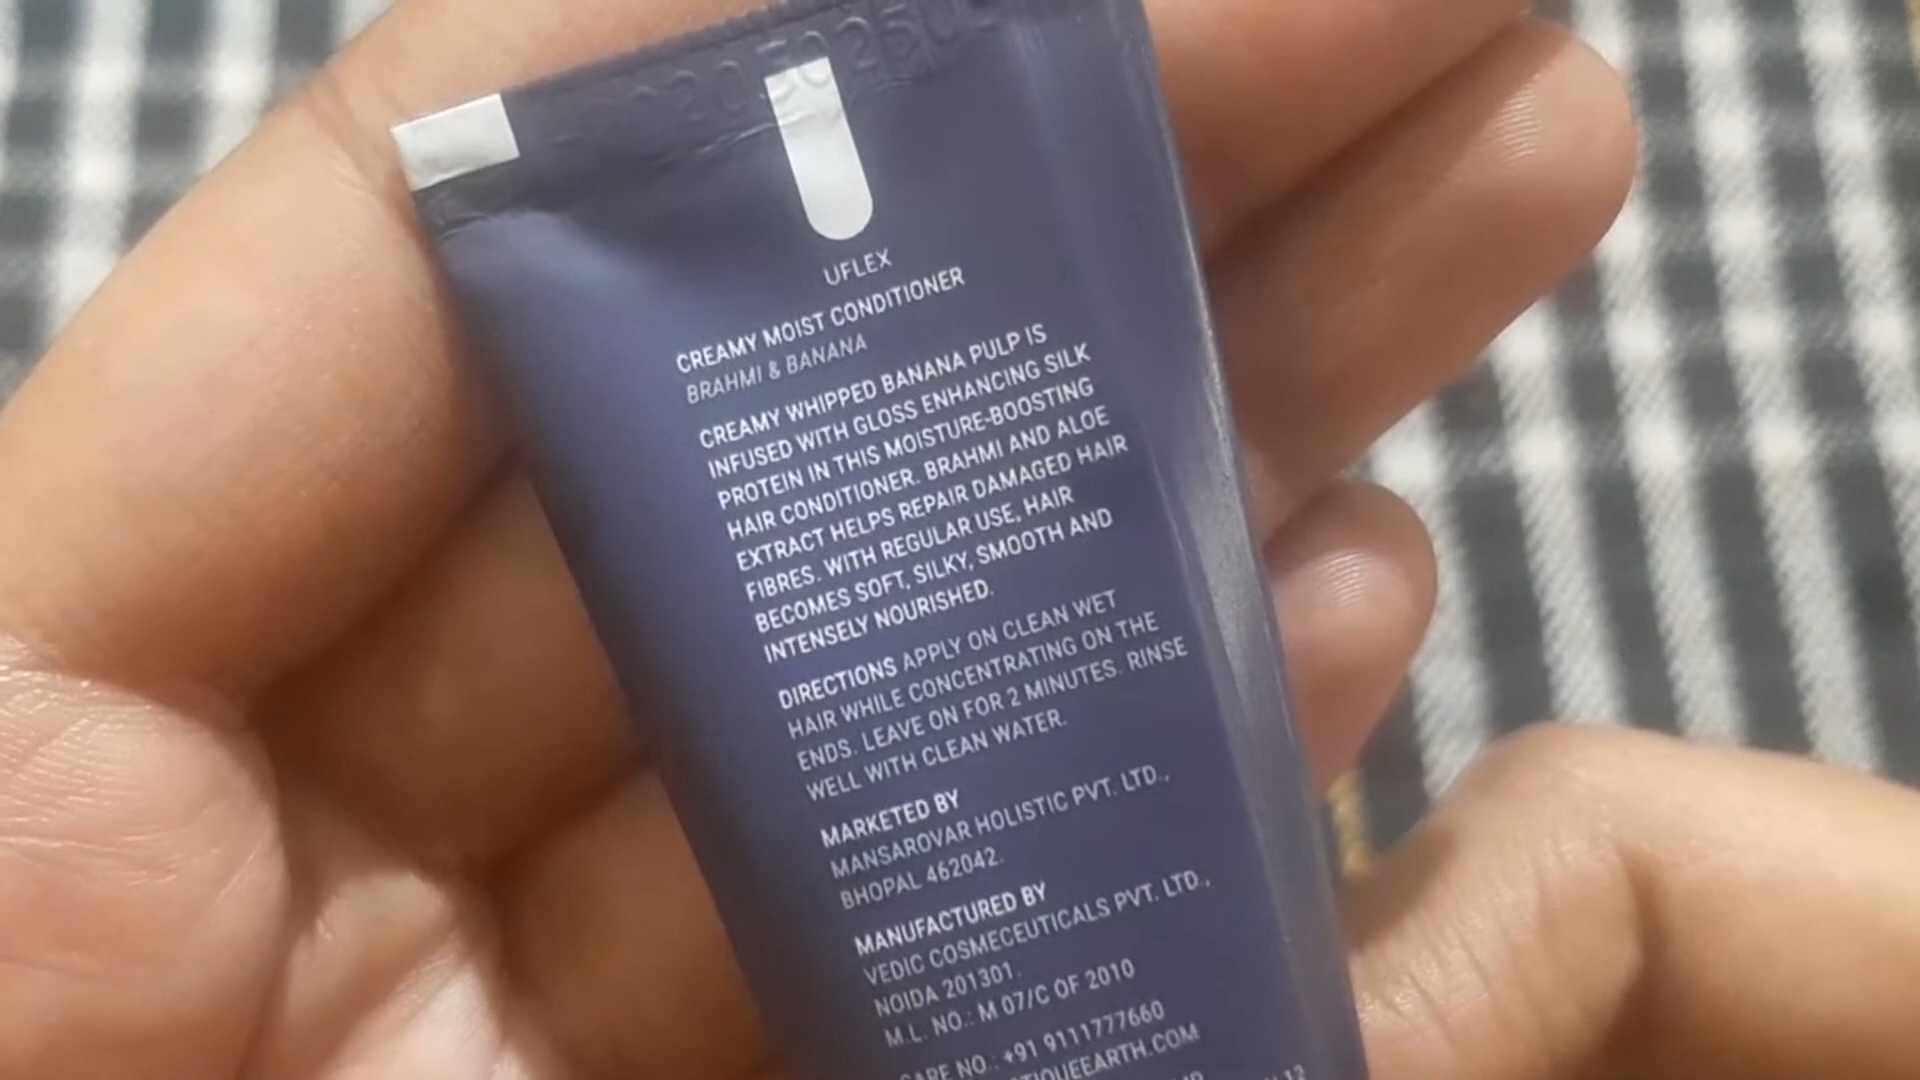 UFLEX
CREAMY MOIST CONDITIONER
BRAHMI & BANANA
CREAMY WHIPPED BANANA PULP IS
INFUSED WITH GLOSS ENHANCING SILK
PROTEIN IN THIS MOISTURE-BOOSTING
HAIR CONDITIONER. BRAHMI AND ALOE
EXTRACT HELPS REPAIR DAMAGED HAIR
FIBRES. WITH REGULAR USE, HAIR
BECOMES SOFT, SILKY, SMOOTH AND
INTENSELY NOURISHED.
DIRECTIONS APPLY ON CLEAN WET
HAIR WHILE CONCENTRATING ON THE
ENDS. LEAVE ON FOR 2 MINUTES. RINSE
WELL WITH CLEAN WATER.
MARKETED BY
MANSAROVAR HOLISTIC PVT. LTD.,
BHOPAL 462042.
MANUFACTURED BY
VEDIC COSMECEUTICALS PVT. LTD.,
NOIDA 201301.
M.L. NO.: M 07/C OF 2010
CARE NO.: +91 9111777660
TIQUEEARTH.COM